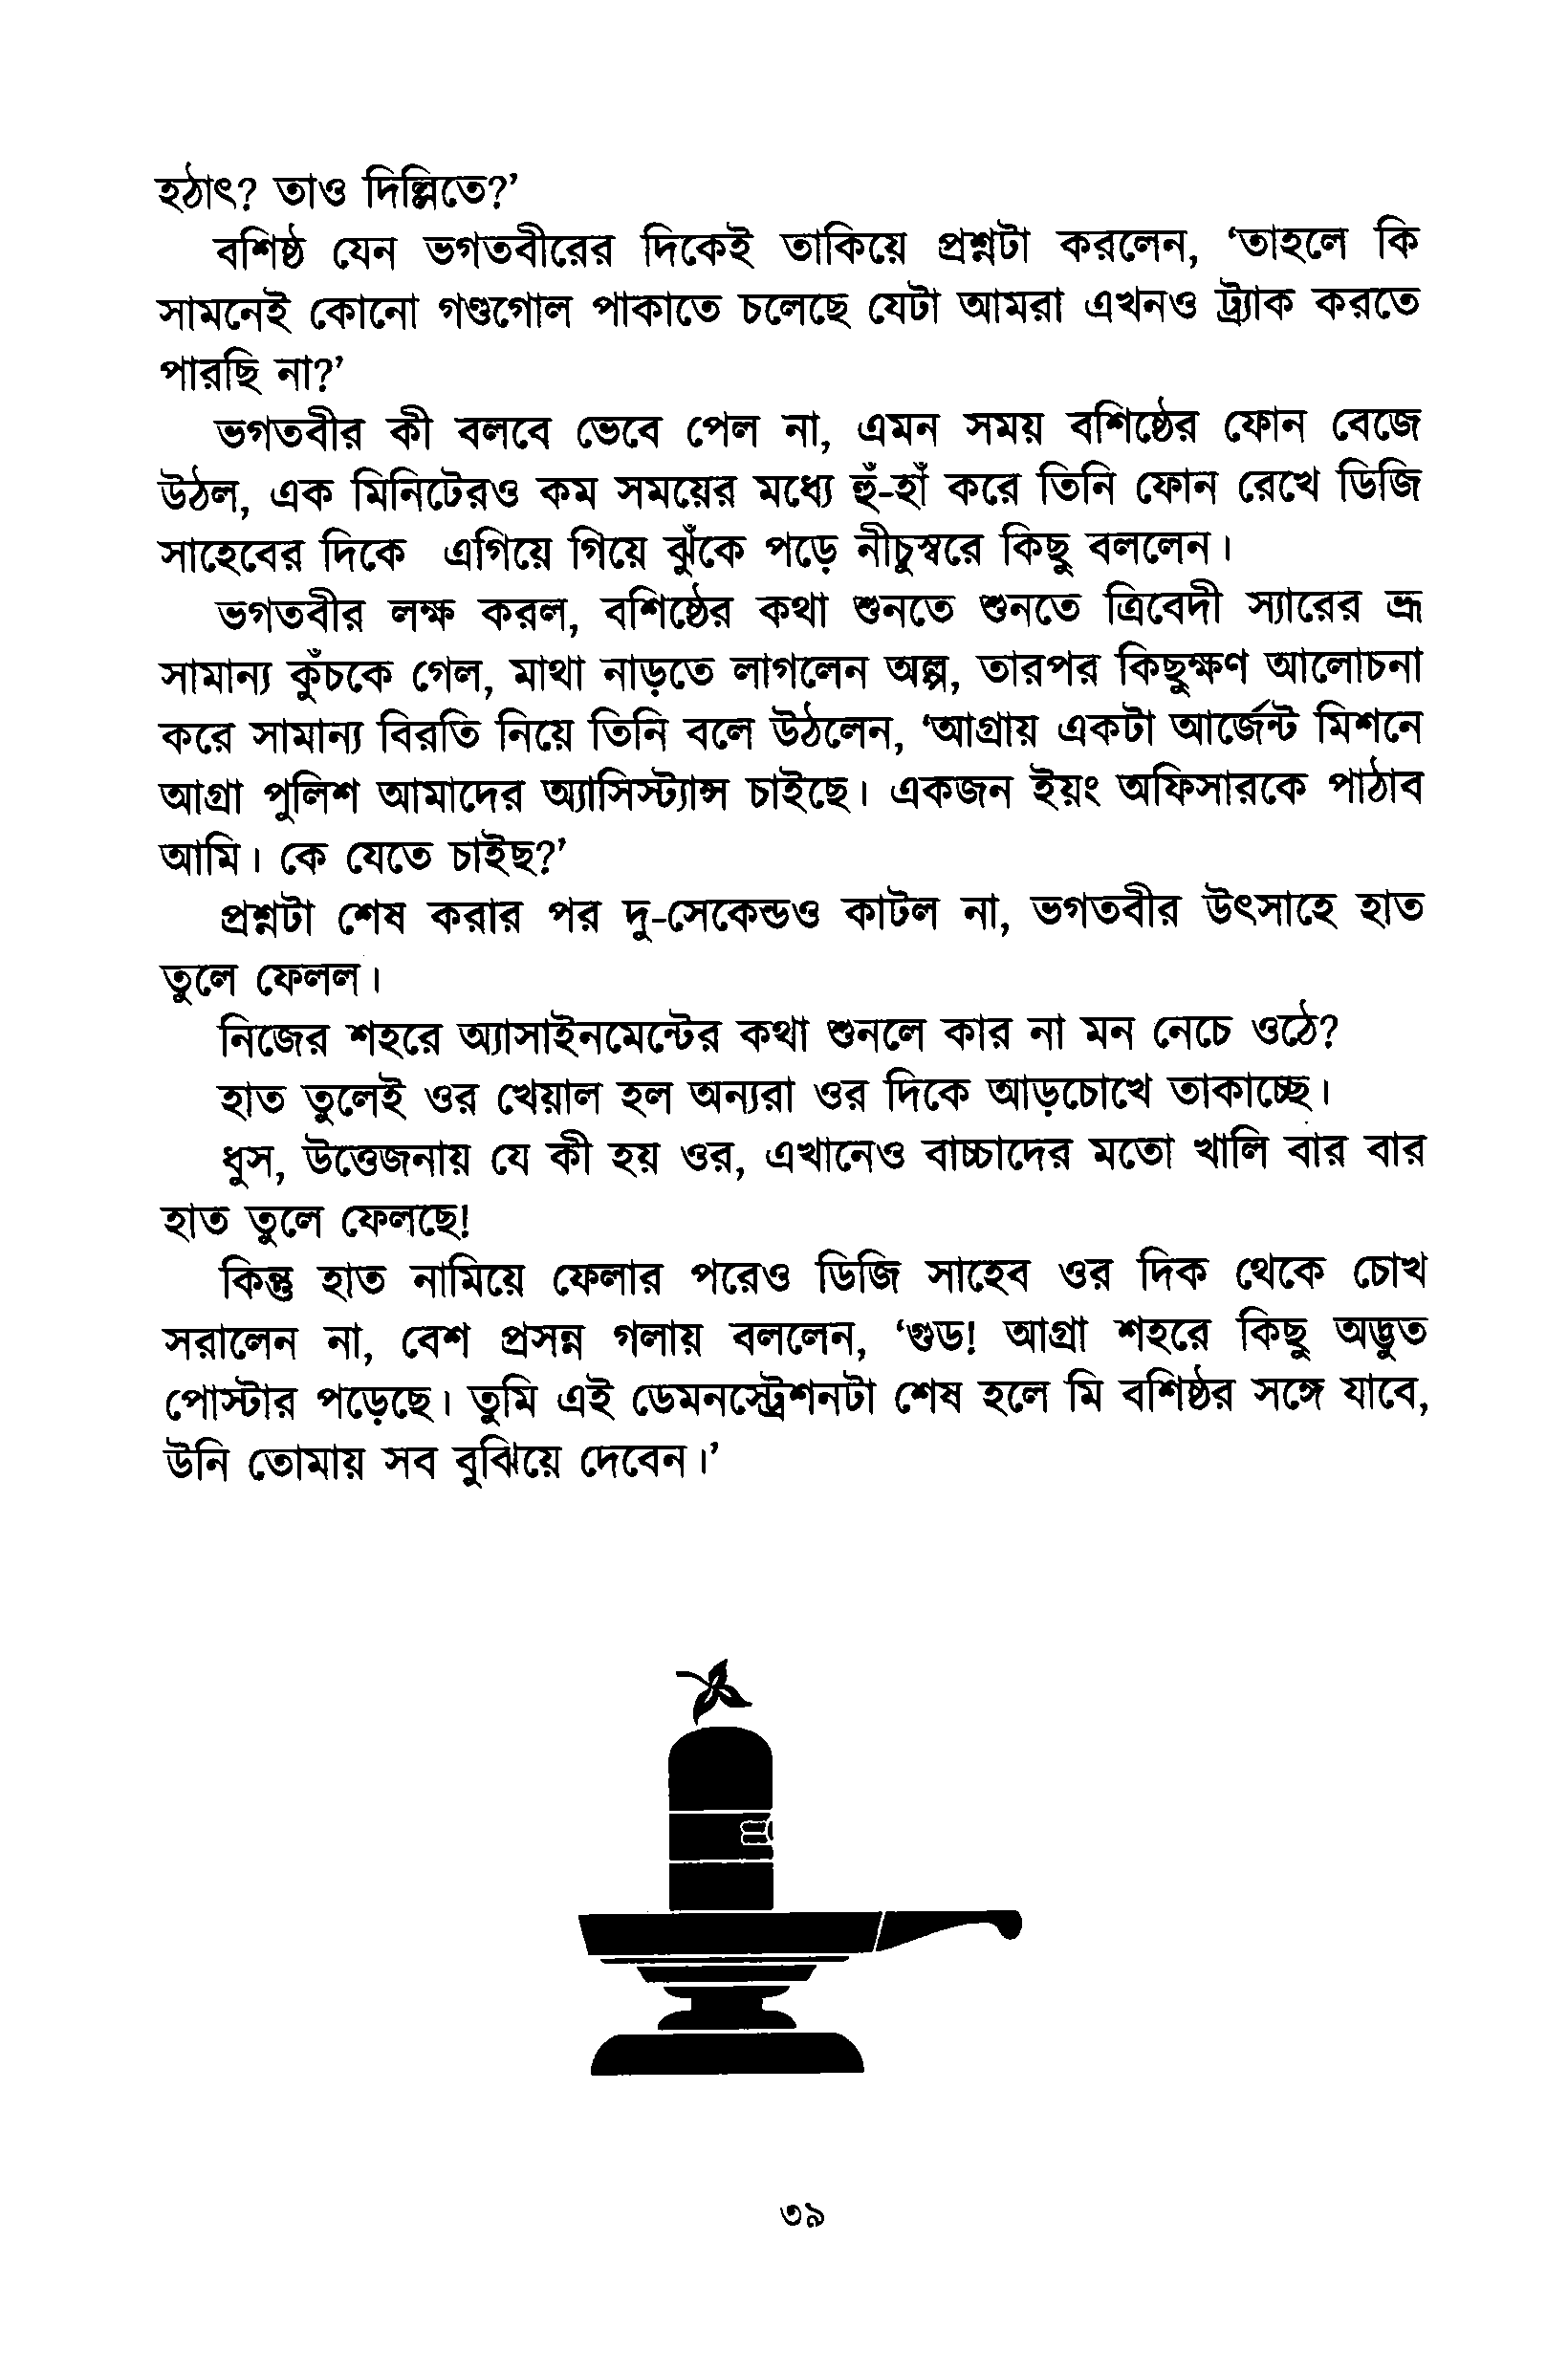 হঠাৎ? তাও দিল্লিতে?’
বশিষ্ঠ যেন ভগতবীরের দিকেই তাকিয়ে প্রশ্নটা করলেন, ‘তাহলে কি
সামনেই কোনো গণ্ডগোল পাকাতে চলেছে যেটা আমরা এখনও ট্র্যাক করতে
পারছি না?’
ভগতবীর কী বলবে ভেবে পেল না, এমন সময় বশিষ্ঠের ফোন বেজে
উঠল, এক মিনিটেরও কম সময়ের মধ্যে হুঁ-হাঁ করে তিনি ফোন রেখে ডিজি
সাহেবের দিকে এগিয়ে গিয়ে ঝুঁকে পড়ে নীচুস্বরে কিছু বললেন।
ভগতবীর লক্ষ করল, বশিষ্ঠের কথা শুনতে শুনতে ত্রিবেদী স্যারের ভ্রূ
সামান্য কুঁচকে গেল, মাথা নাড়তে লাগলেন অল্প, তারপর কিছুক্ষণ আলোচনা
করে সামান্য বিরতি নিয়ে তিনি বলে উঠলেন, ‘আগ্রায় একটা আর্জেন্ট মিশনে
আগ্রা পুলিশ আমাদের অ্যাসিস্ট্যান্স চাইছে। একজন ইয়ং অফিসারকে পাঠাব
আমি। কে যেতে চাইছ?’
প্রশ্নটা শেষ করার পর দু-সেকেন্ডও কাটল না, ভগতবীর উৎসাহে হাত
তুলে ফেলল।
নিজের শহরে অ্যাসাইনমেন্টের কথা শুনলে কার না মন নেচে ওঠে?
হাত তুলেই ওর খেয়াল হল অন্যরা ওর দিকে আড়চোখে তাকাচ্ছে।
ধুস, উত্তেজনায় যে কী হয় ওর, এখানেও বাচ্চাদের মতো খালি বার বার
হাত তুলে ফেলছে!
কিন্তু হাত নামিয়ে ফেলার পরেও ডিজি সাহেব ওর দিক থেকে চোখ
সরালেন না, বেশ প্রসন্ন গলায় বললেন, ‘গুড! আগ্রা শহরে কিছু অদ্ভুত
পোস্টার পড়েছে। তুমি এই ডেমনস্ট্রেশনটা শেষ হলে মি বশিষ্ঠর সঙ্গে যাবে,
উনি তোমায় সব বুঝিয়ে দেবেন।’
৩৯